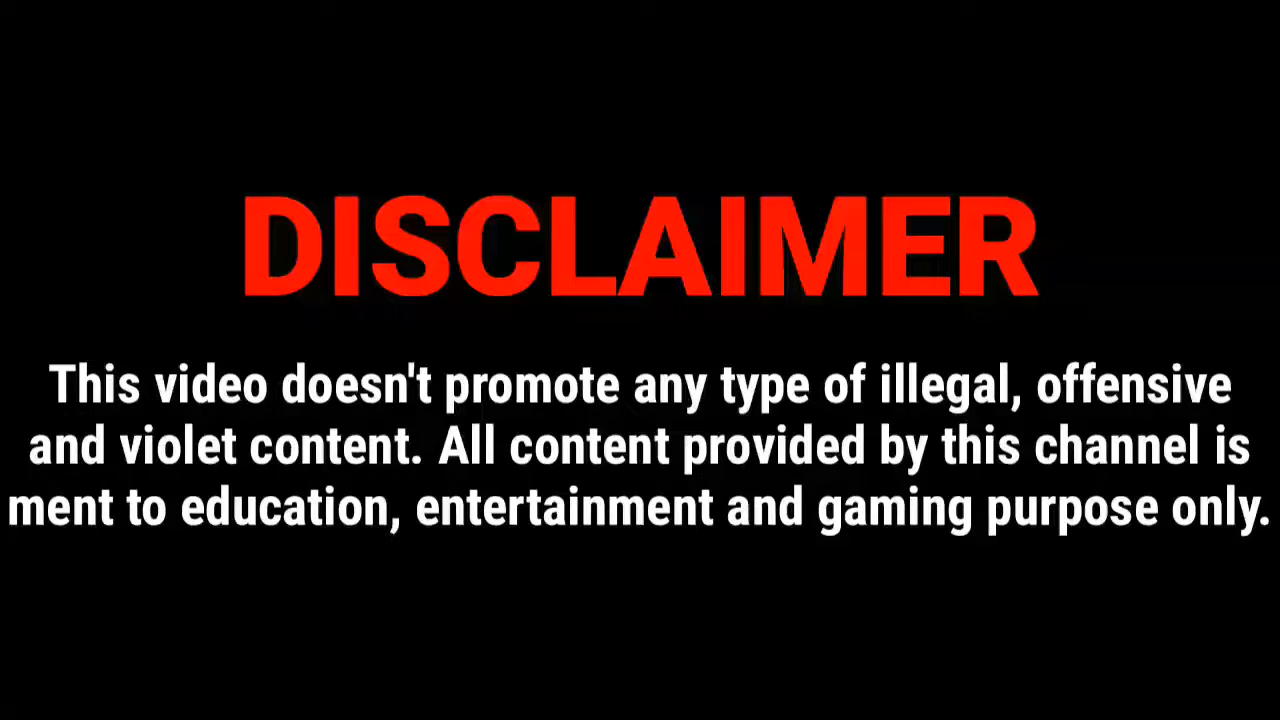 DISCLAIMER
This video doesn't promote any type of illegal, offensive
and violet content. All content provided by this channel is
ment to education, entertainment and gaming purpose only.